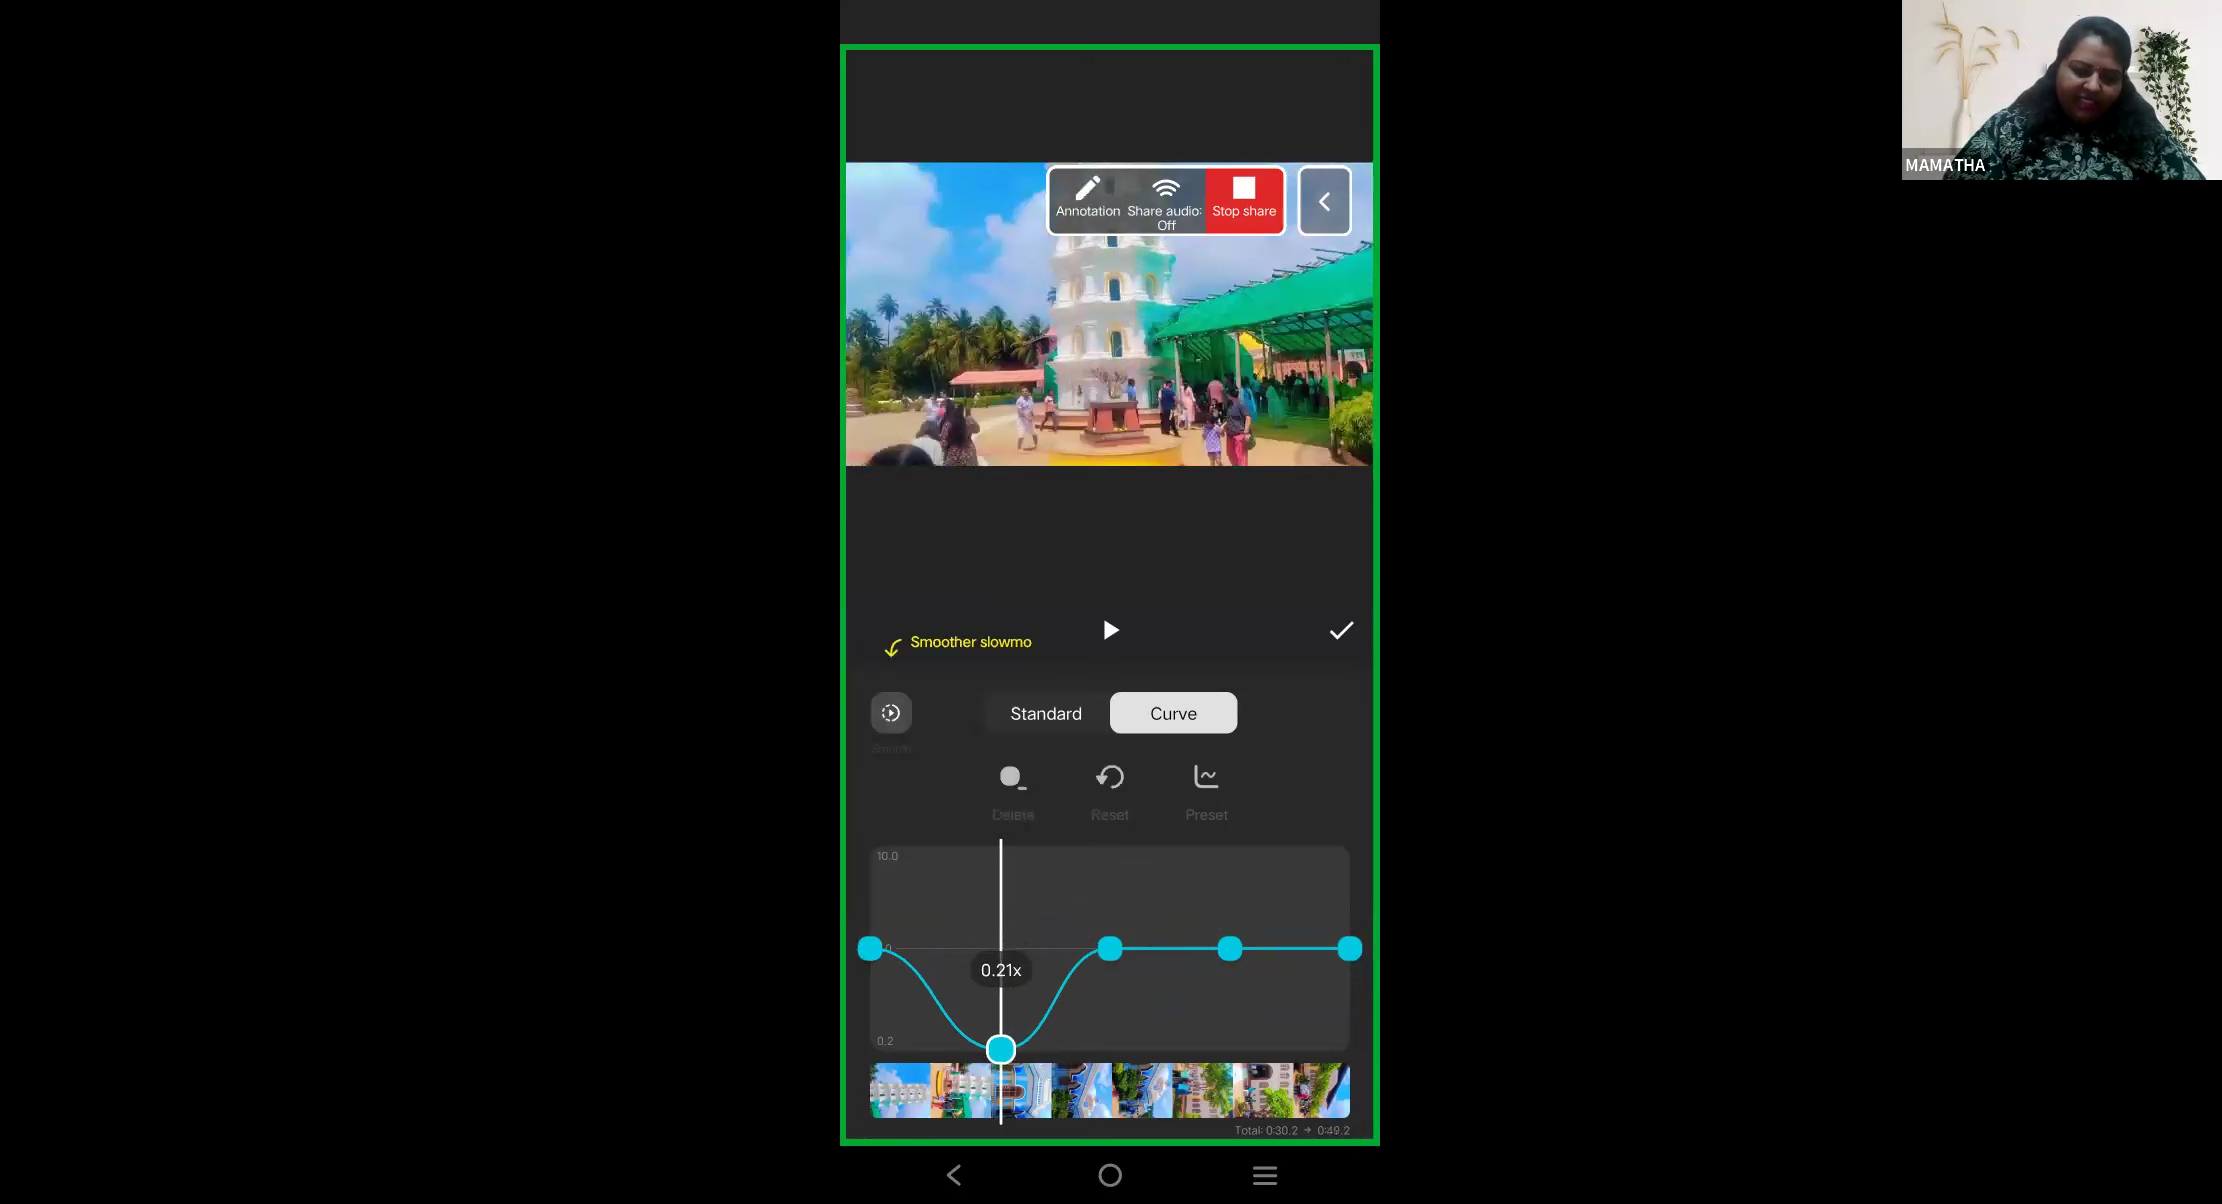 MAMATHA
Annotation
Share audio:
Off
Stop share
Smoother slowmo
Standard
Curve
Smooth
Delete
Reset
Preset
10.0
0.21x
0.2
Total: 0:30.2 → 0:49.2